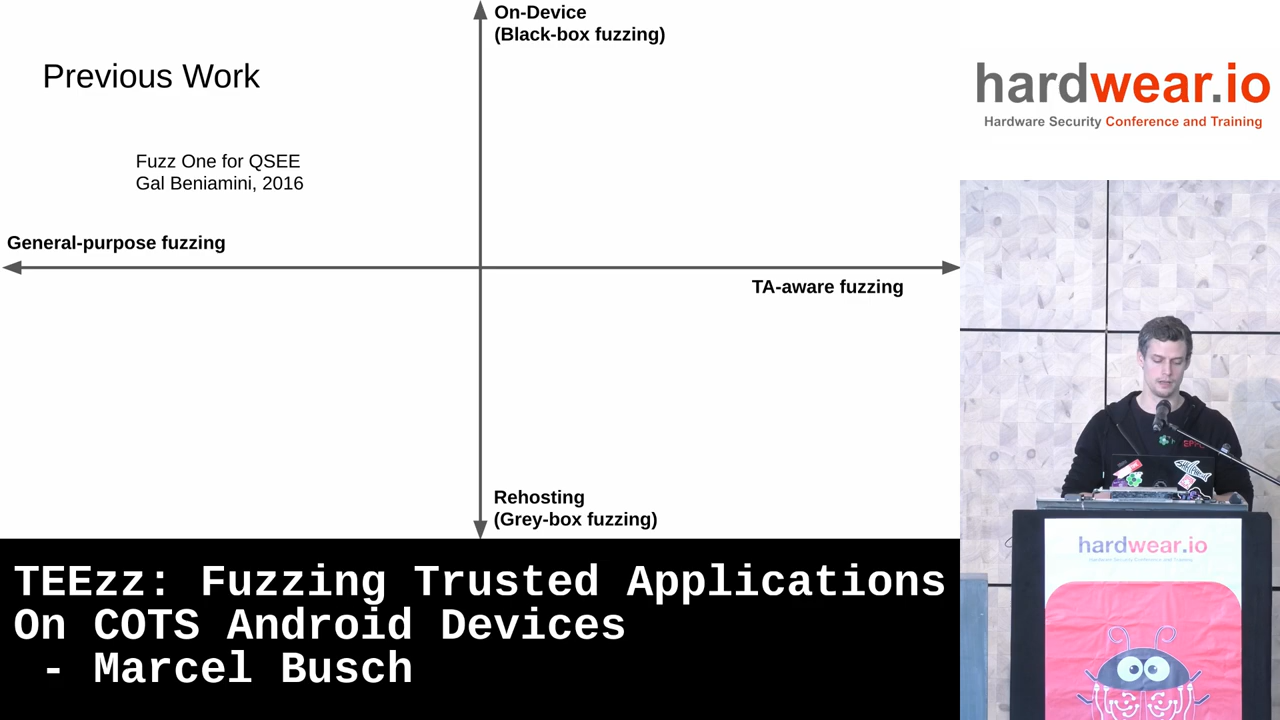 On-Device
(Black-box fuzzing)
Previous Work
Fuzz One for QSEE
Gal Beniamini, 2016
General-purpose fuzzing
TA-aware fuzzing
Rehosting
(Grey-box fuzzing)
TEEzz: Fuzzing Trusted Applications
On COTS Android Devices
- Marcel Busch
hardwear.io
Hardware Security Conference and Training
hardwear.io